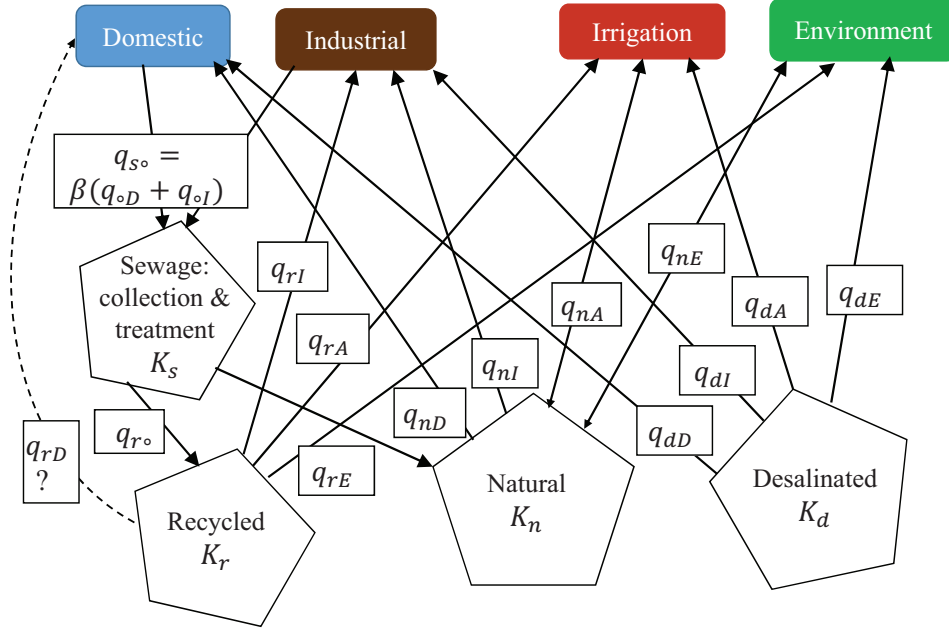 Domestic
Industrial
Irrigation
Environment
q_{s∘} =
β(q_{∘D} + q_{∘I})
Sewage:
collection &
treatment
K_s
q_{rI}
q_{nE}
q_{rA}
q_{nA}
q_{dA}
q_{dE}
q_{nI}
q_{dI}
q_{nD}
q_{dD}
q_{r∘}
q_{rD}
?
q_{rE}
Recycled
K_r
Natural
K_n
Desalinated
K_d